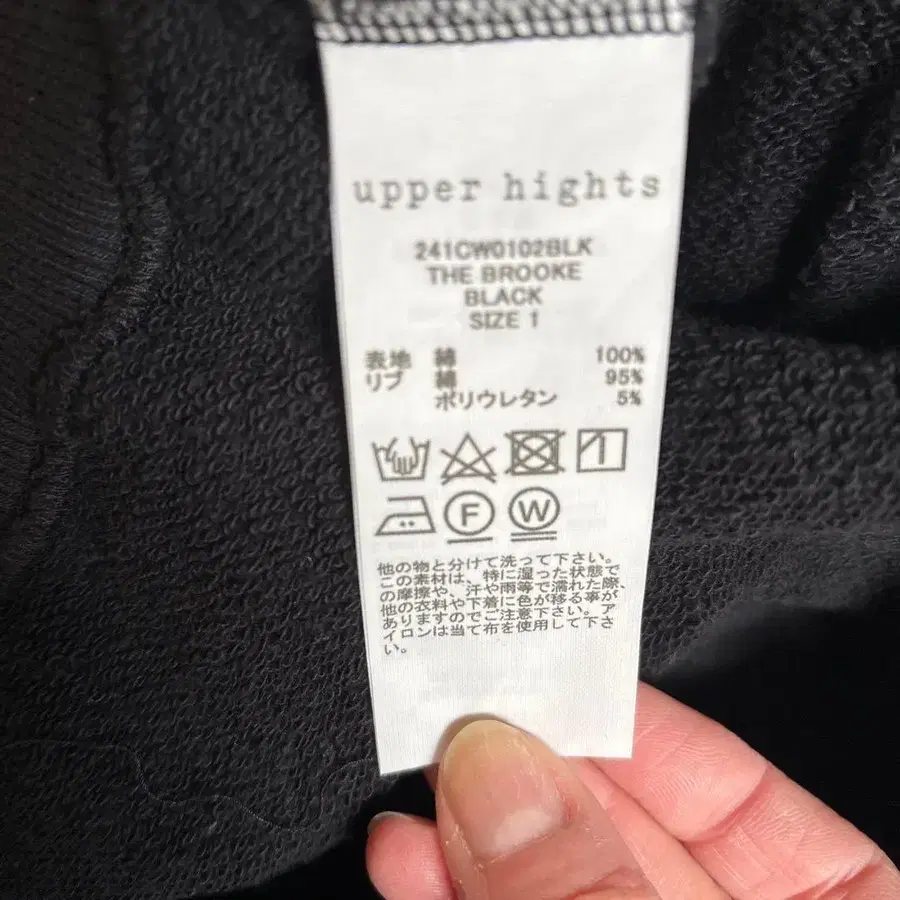 upper hights
241CW0102BLK
THE BROOKE
BLACK
SIZE 1
表地 綿 100%
リブ 綿 95%
ポリウレタン 5%
F W
他の物と分けて洗って下さい。
この素材は、特に湿った状態で
の摩擦や、汗や雨等で濡れた際、
他の衣料や下着に色が移る事が
ありますのでご注意下さい。ア
イロンは当て布を使用して下さ
い。